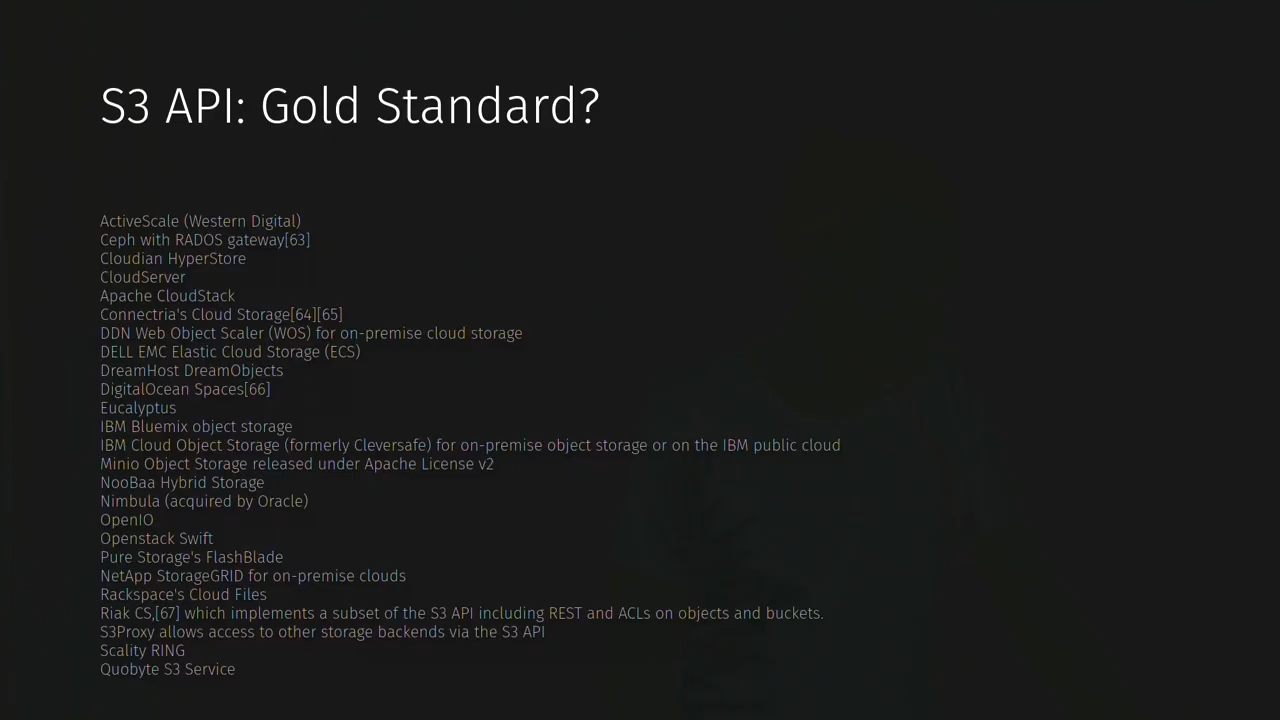 S3 API: Gold Standard?
ActiveScale (Western Digital)
Ceph with RADOS gateway[63]
Cloudian HyperStore
CloudServer
Apache CloudStack
Connectria's Cloud Storage[64][65]
DDN Web Object Scaler (WOS) for on-premise cloud storage
DELL EMC Elastic Cloud Storage (ECS)
DreamHost DreamObjects
DigitalOcean Spaces[66]
Eucalyptus
IBM Bluemix object storage
IBM Cloud Object Storage (formerly Cleversafe) for on-premise object storage or on the IBM public cloud
Minio Object Storage released under Apache License v2
NooBaa Hybrid Storage
Nimbula (acquired by Oracle)
OpenIO
Openstack Swift
Pure Storage's FlashBlade
NetApp StorageGRID for on-premise clouds
Rackspace's Cloud Files
Riak CS,[67] which implements a subset of the S3 API including REST and ACLs on objects and buckets.
S3Proxy allows access to other storage backends via the S3 API
Scality RING
Quobyte S3 Service